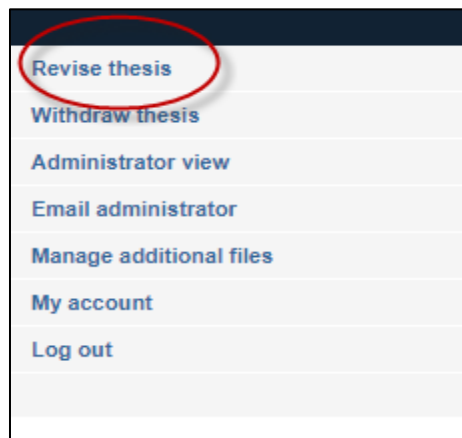 Revise thesis
Withdraw thesis
Administrator view
Email administrator
Manage additional files
My account
Log out